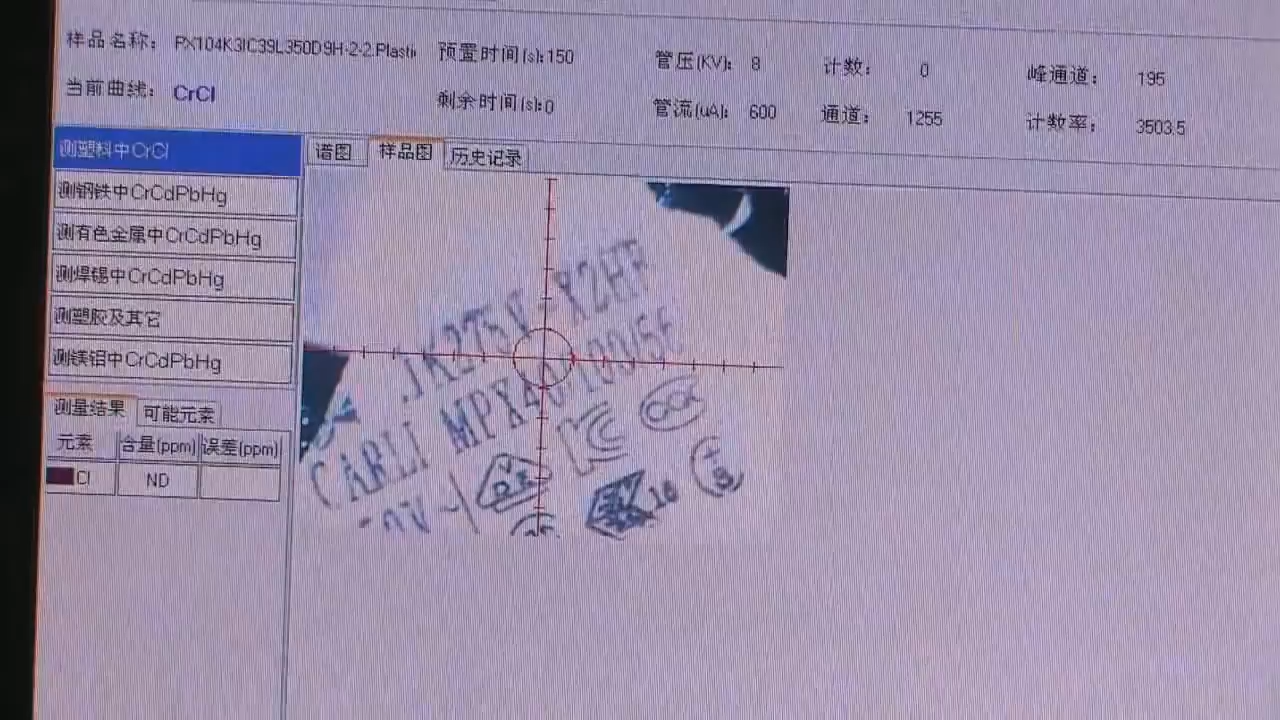 样品名称： PX104K3IC39L350D9H-2-2.Plasti 预置时间(s):150 管压(KV)： 8 计数： 0 峰通道： 195
当前曲线： CrCl 剩余时间(s):0 管流(uA)： 600 通道： 1255 计数率： 3503.5
测塑料中CrCl
测钢铁中CrCdPbHg
测有色金属中CrCdPbHg
测焊锡中CrCdPbHg
测塑胶及其它
测镁铝中CrCdPbHg
谱图 样品图 历史记录
JK275V~X2HF
CARLI MPX40/100/56
测量结果 可能元素
元素 含量(ppm) 误差(ppm)
Cl ND